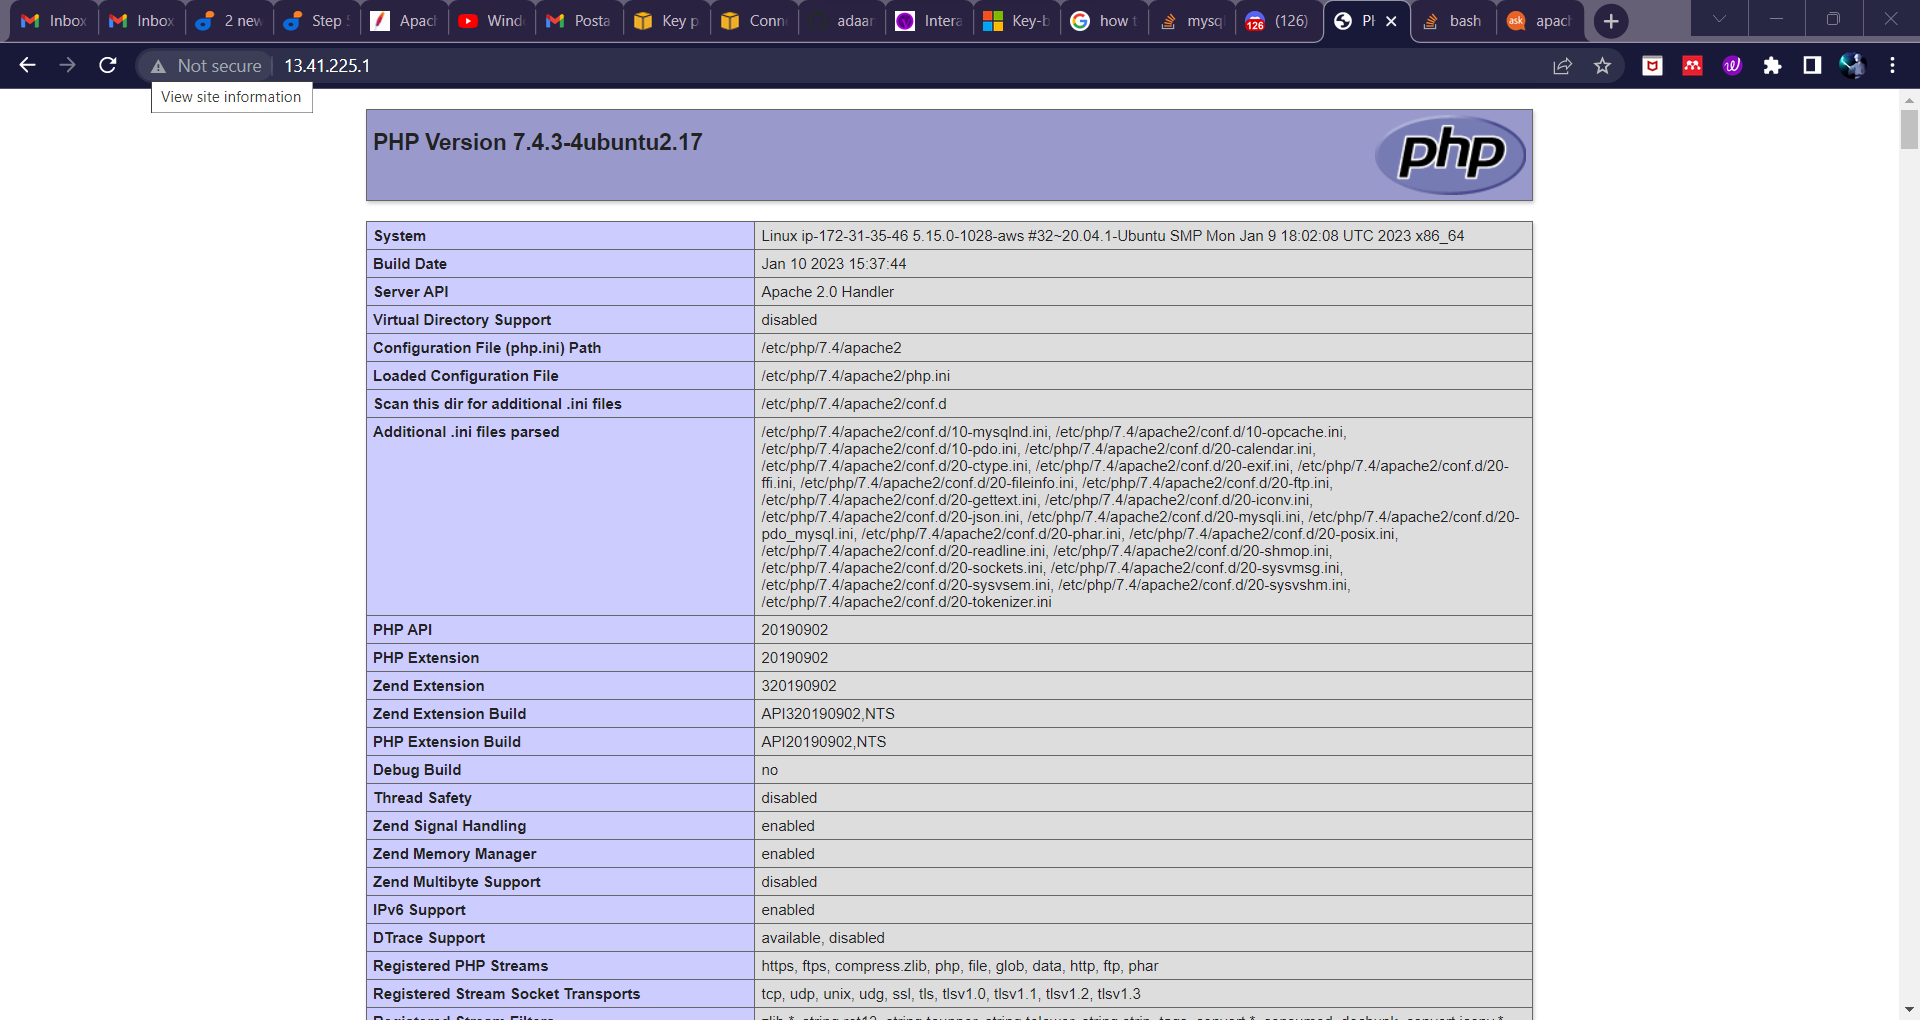 Inbox
Inbox
2 new
Step
Apach
Wind
Posta
Key p
Conne
adaar
Intera
Key-b
how t
mysql
(126)
bash
apach
Not secure
13.41.225.1
View site information
PHP Version 7.4.3-4ubuntu2.17
php
System Linux ip-172-31-35-46 5.15.0-1028-aws #32~20.04.1-Ubuntu SMP Mon Jan 9 18:02:08 UTC 2023 x86_64
Build Date Jan 10 2023 15:37:44
Server API Apache 2.0 Handler
Virtual Directory Support disabled
Configuration File (php.ini) Path /etc/php/7.4/apache2
Loaded Configuration File /etc/php/7.4/apache2/php.ini
Scan this dir for additional .ini files /etc/php/7.4/apache2/conf.d
Additional .ini files parsed /etc/php/7.4/apache2/conf.d/10-mysqlnd.ini, /etc/php/7.4/apache2/conf.d/10-opcache.ini,
/etc/php/7.4/apache2/conf.d/10-pdo.ini, /etc/php/7.4/apache2/conf.d/20-calendar.ini,
/etc/php/7.4/apache2/conf.d/20-ctype.ini, /etc/php/7.4/apache2/conf.d/20-exif.ini, /etc/php/7.4/apache2/conf.d/20-
ffi.ini, /etc/php/7.4/apache2/conf.d/20-fileinfo.ini, /etc/php/7.4/apache2/conf.d/20-ftp.ini,
/etc/php/7.4/apache2/conf.d/20-gettext.ini, /etc/php/7.4/apache2/conf.d/20-iconv.ini,
/etc/php/7.4/apache2/conf.d/20-json.ini, /etc/php/7.4/apache2/conf.d/20-mysqli.ini, /etc/php/7.4/apache2/conf.d/20-
pdo_mysql.ini, /etc/php/7.4/apache2/conf.d/20-phar.ini, /etc/php/7.4/apache2/conf.d/20-posix.ini,
/etc/php/7.4/apache2/conf.d/20-readline.ini, /etc/php/7.4/apache2/conf.d/20-shmop.ini,
/etc/php/7.4/apache2/conf.d/20-sockets.ini, /etc/php/7.4/apache2/conf.d/20-sysvmsg.ini,
/etc/php/7.4/apache2/conf.d/20-sysvsem.ini, /etc/php/7.4/apache2/conf.d/20-sysvshm.ini,
/etc/php/7.4/apache2/conf.d/20-tokenizer.ini
PHP API 20190902
PHP Extension 20190902
Zend Extension 320190902
Zend Extension Build API320190902,NTS
PHP Extension Build API20190902,NTS
Debug Build no
Thread Safety disabled
Zend Signal Handling enabled
Zend Memory Manager enabled
Zend Multibyte Support disabled
IPv6 Support enabled
DTrace Support available, disabled
Registered PHP Streams https, ftps, compress.zlib, php, file, glob, data, http, ftp, phar
Registered Stream Socket Transports tcp, udp, unix, udg, ssl, tls, tlsv1.0, tlsv1.1, tlsv1.2, tlsv1.3